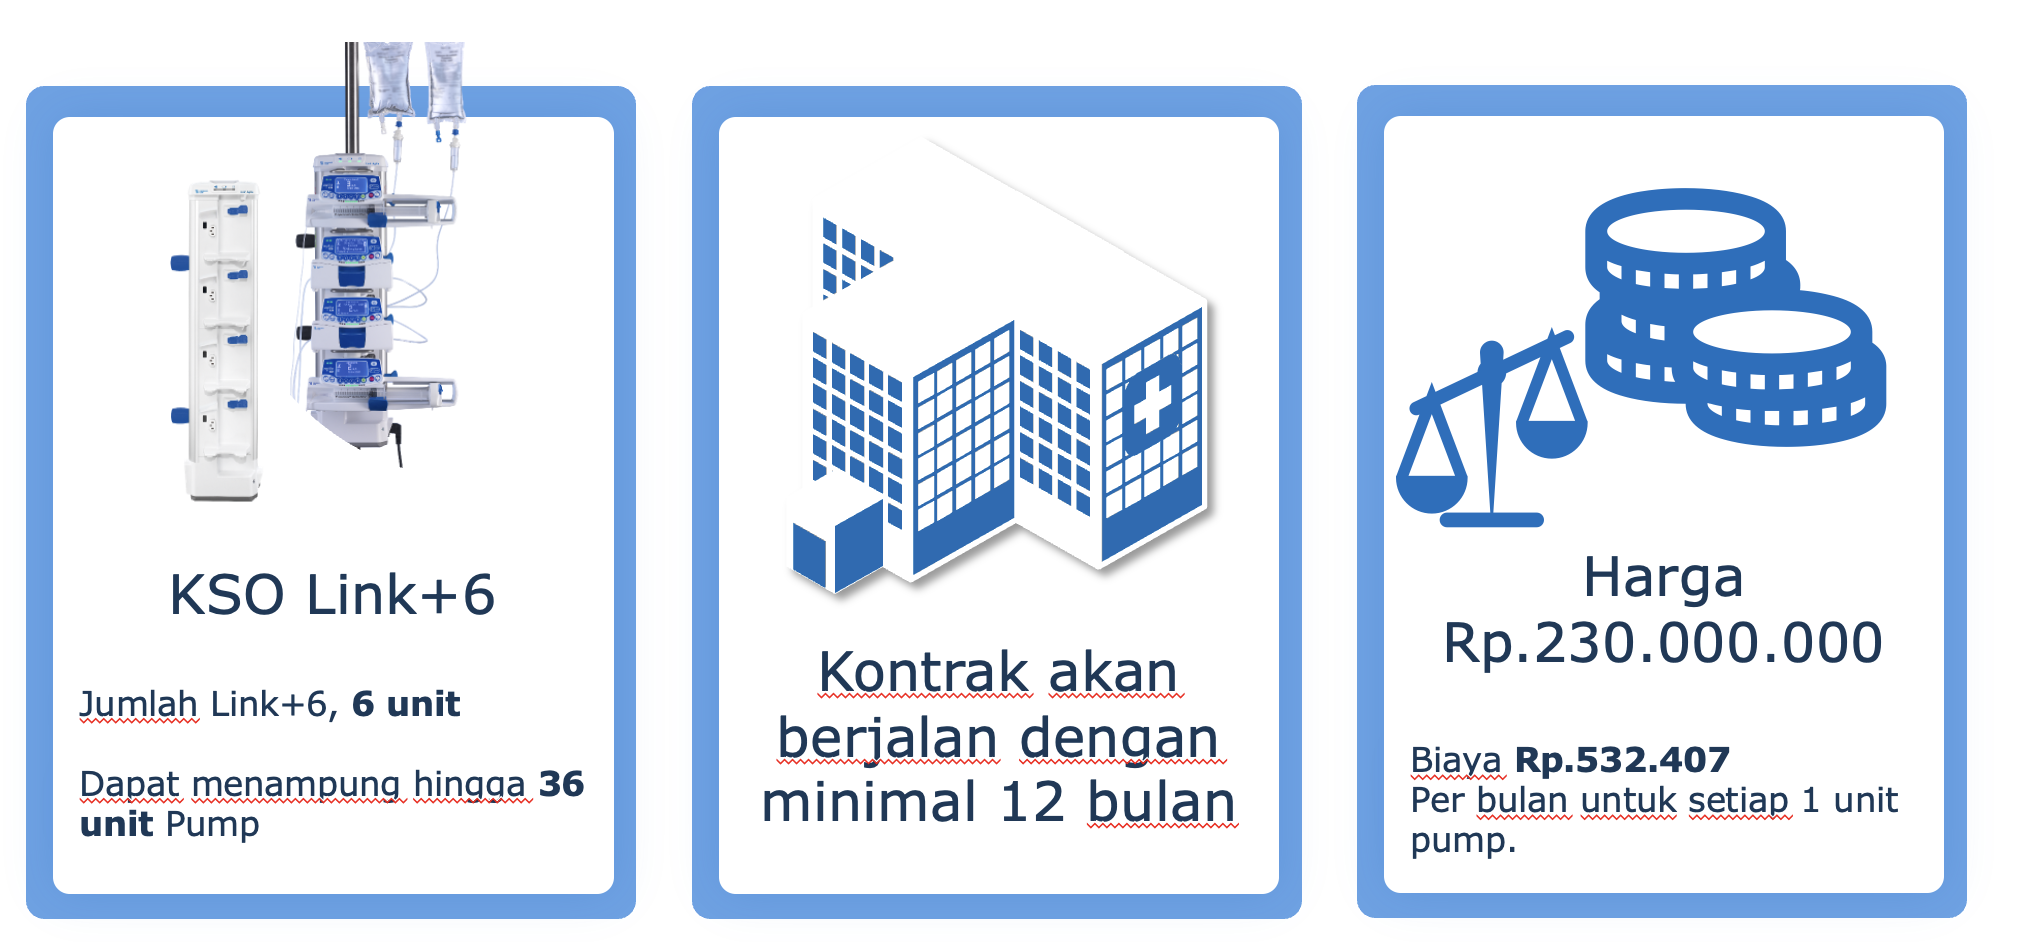 KSO Link+6
Jumlah Link+6, 6 unit
Dapat menampung hingga 36
unit Pump
Kontrak akan
berjalan dengan
minimal 12 bulan
Harga
Rp.230.000.000
Biaya Rp.532.407
Per bulan untuk setiap 1 unit
pump.